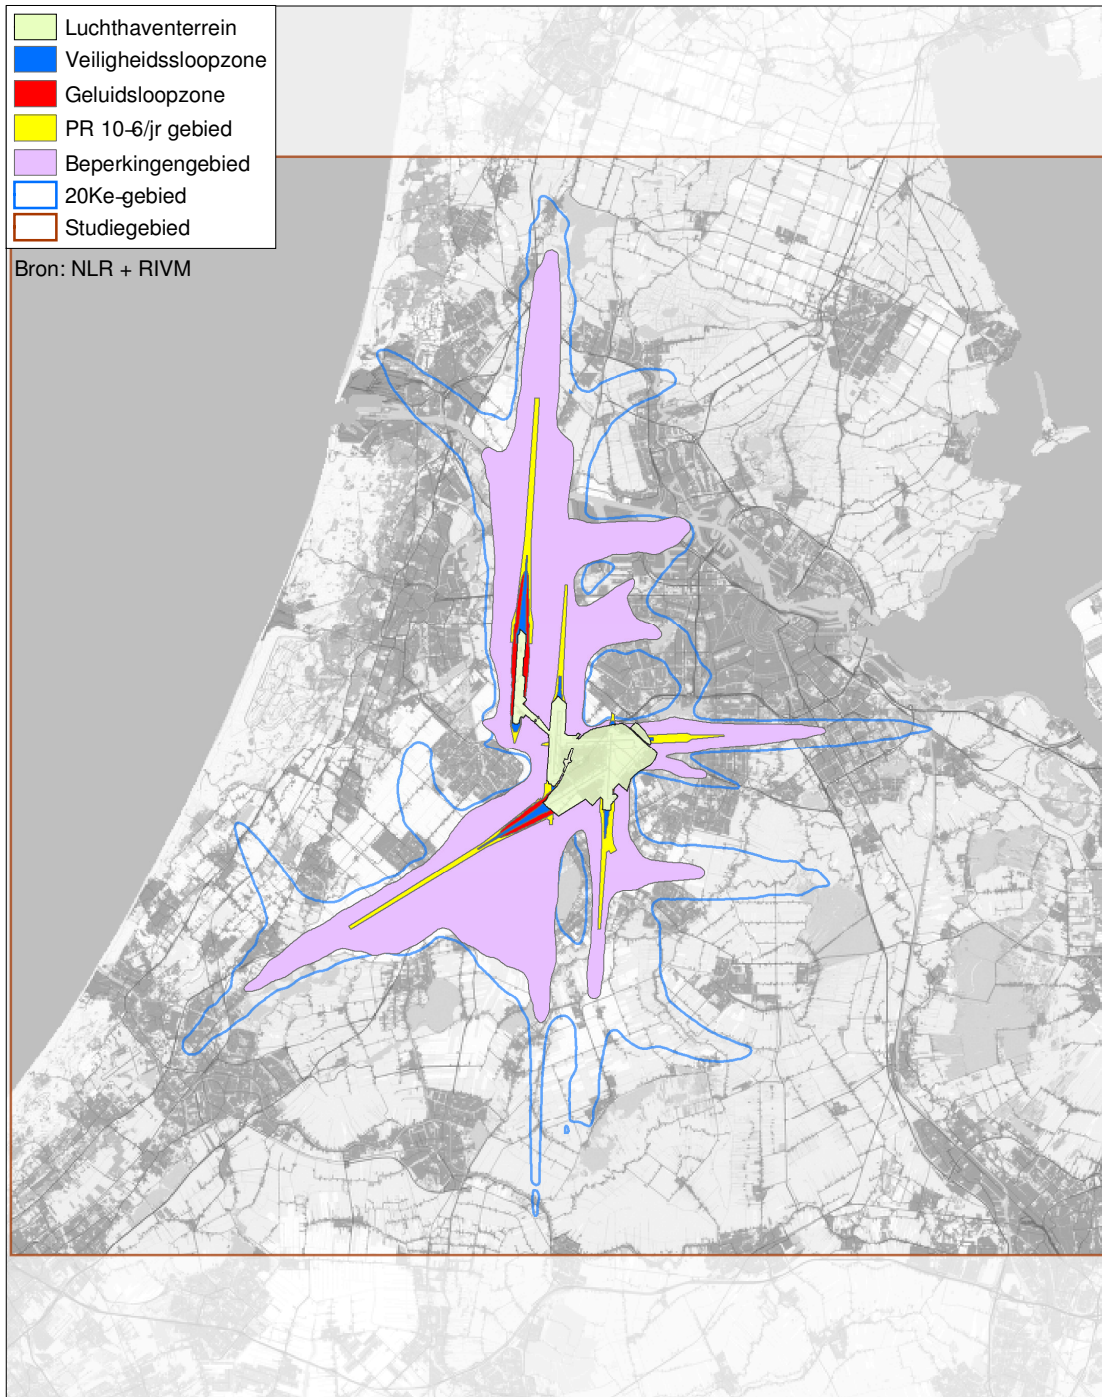 Luchthaventerrein
Veiligheidssloopzone
Geluidsloopzone
PR 10-6/jr gebied
Beperkingengebied
20Ke-gebied
Studiegebied
Bron: NLR + RIVM